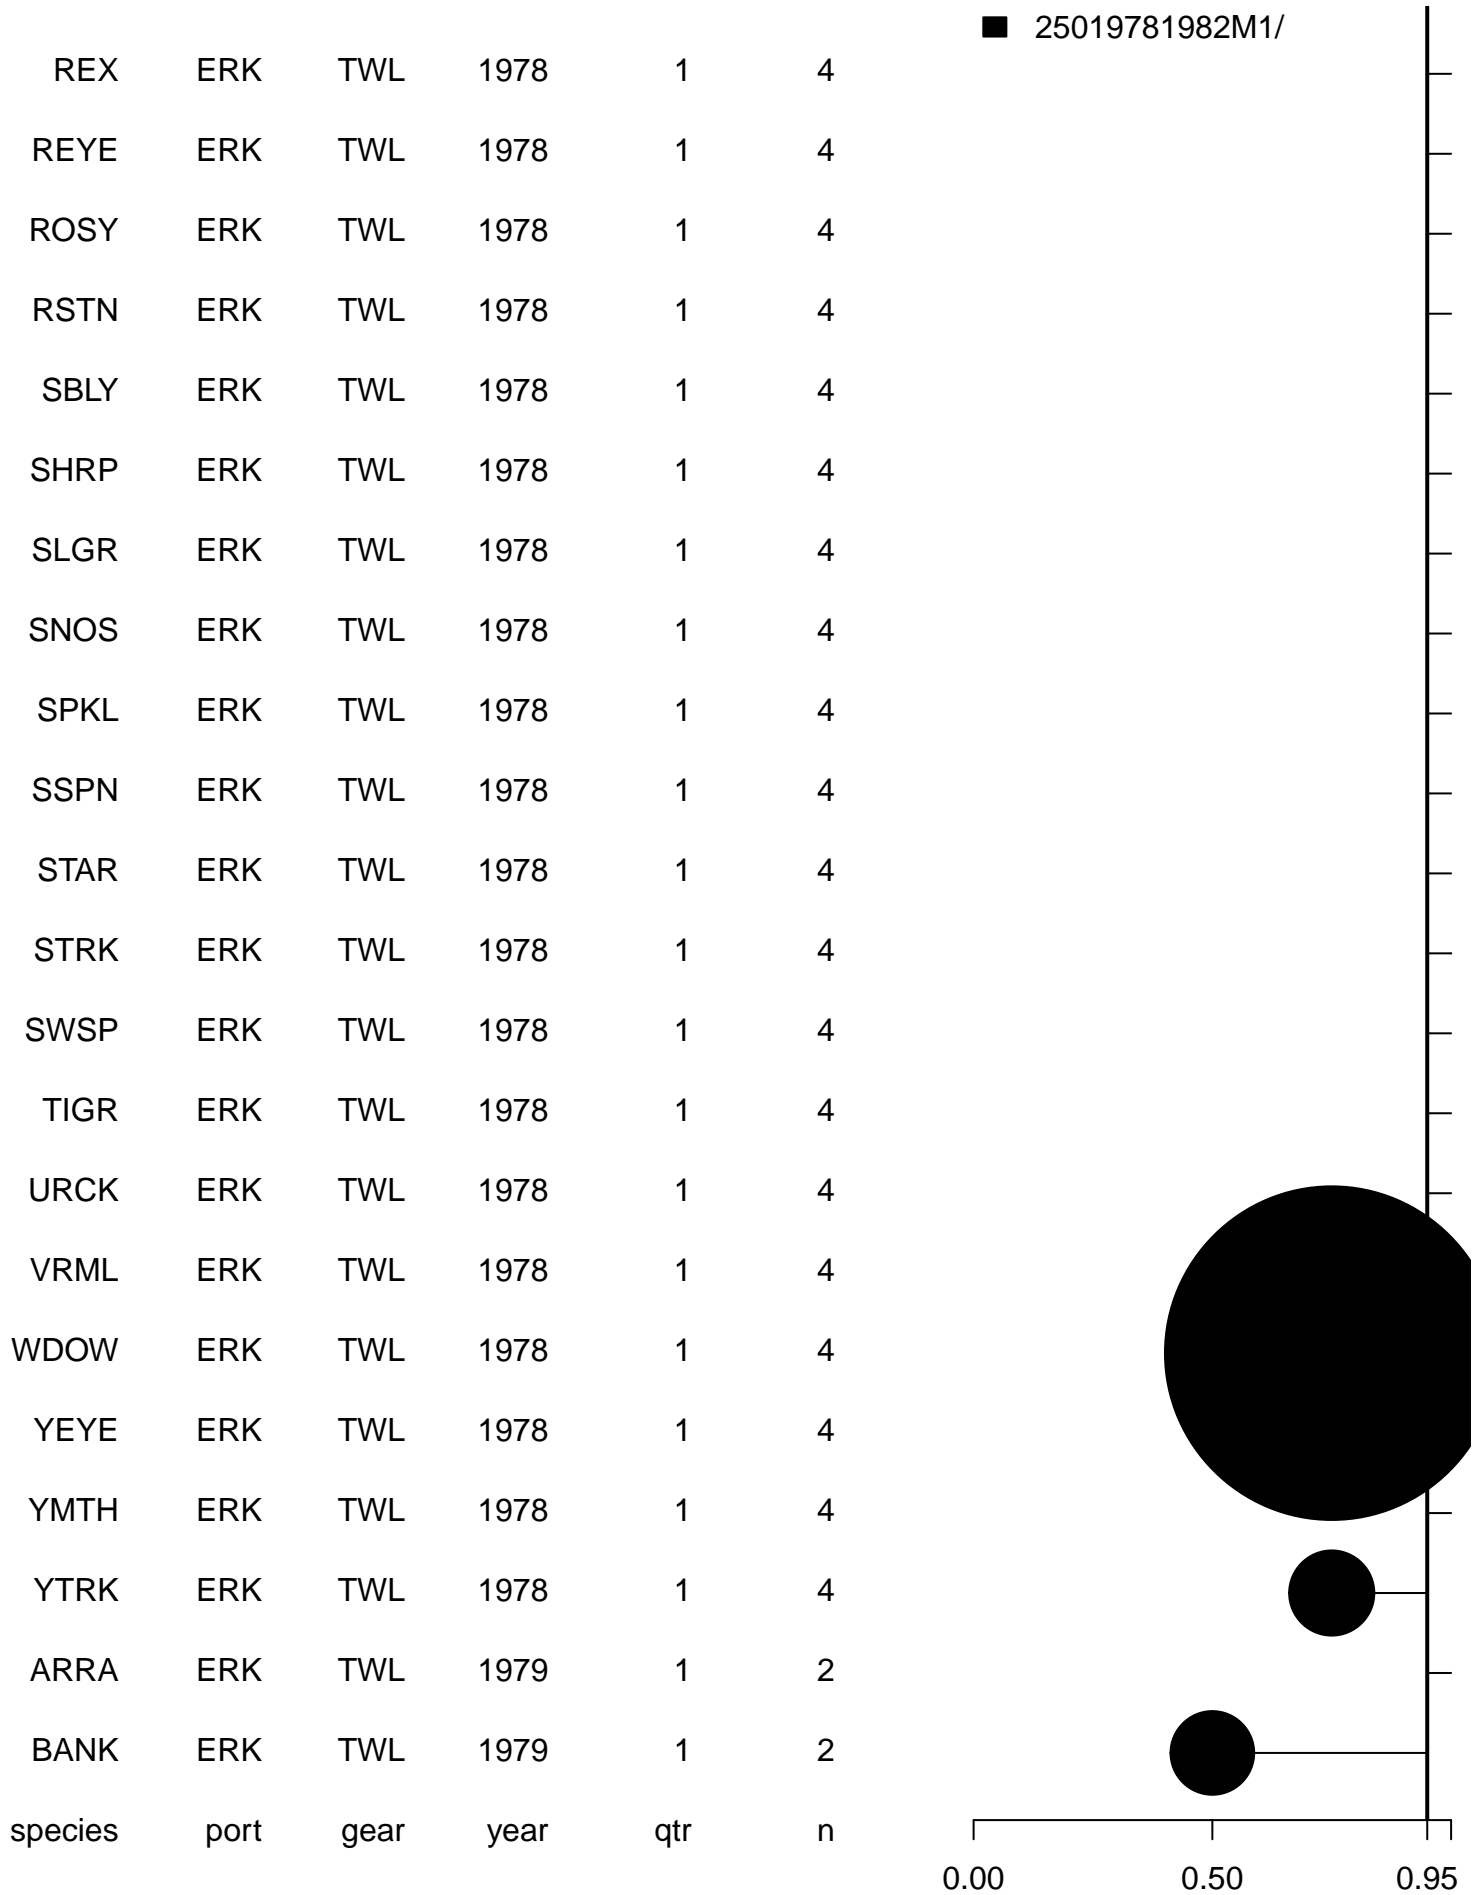 25019781982M1/
REX ERK TWL 1978 1 4
REYE ERK TWL 1978 1 4
ROSY ERK TWL 1978 1 4
RSTN ERK TWL 1978 1 4
SBLY ERK TWL 1978 1 4
SHRP ERK TWL 1978 1 4
SLGR ERK TWL 1978 1 4
SNOS ERK TWL 1978 1 4
SPKL ERK TWL 1978 1 4
SSPN ERK TWL 1978 1 4
STAR ERK TWL 1978 1 4
STRK ERK TWL 1978 1 4
SWSP ERK TWL 1978 1 4
TIGR ERK TWL 1978 1 4
URCK ERK TWL 1978 1 4
VRML ERK TWL 1978 1 4
WDOW ERK TWL 1978 1 4
YEYE ERK TWL 1978 1 4
YMTH ERK TWL 1978 1 4
YTRK ERK TWL 1978 1 4
ARRA ERK TWL 1979 1 2
BANK ERK TWL 1979 1 2
species port gear year qtr n
0.00 0.50 0.95